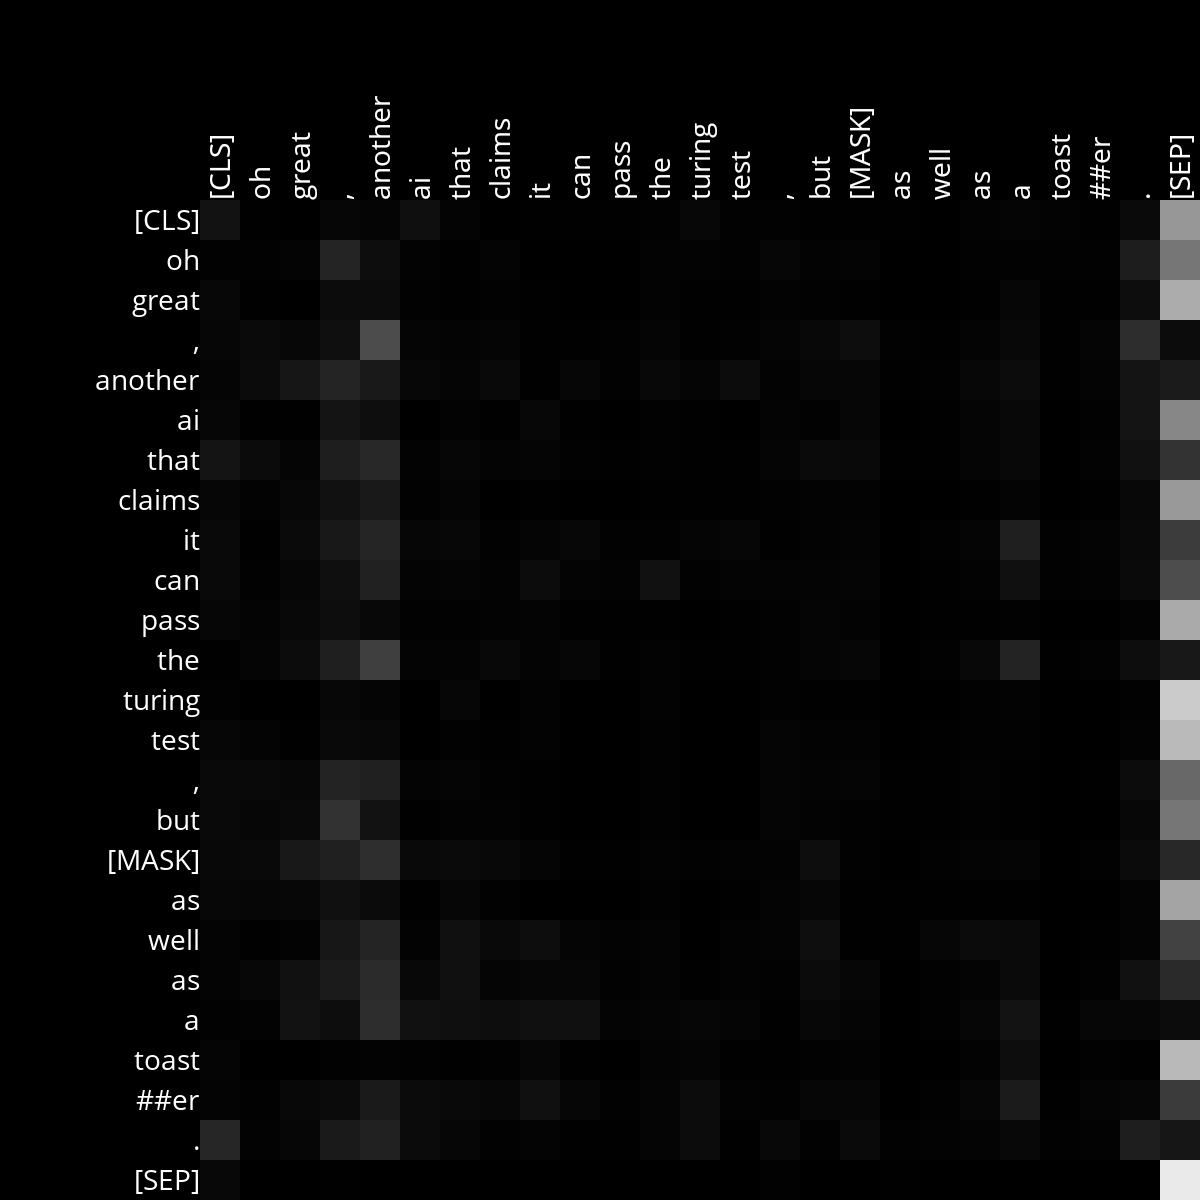 [CLS] oh great , another ai that claims it can pass the turing test , but [MASK] as well as a toast ##er . [SEP]
[CLS]
oh
great
,
another
ai
that
claims
it
can
pass
the
turing
test
,
but
[MASK]
as
well
as
a
toast
##er
.
[SEP]